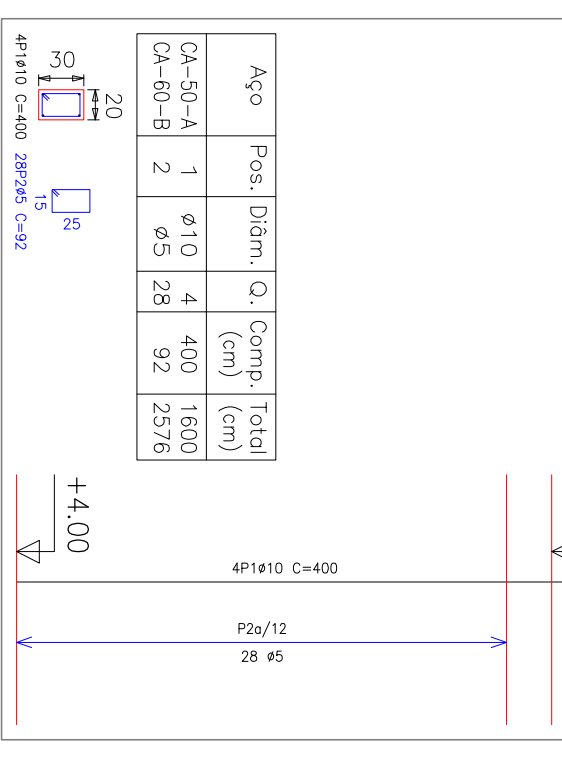 Aço Pos. Diâm. Q. Comp. (cm) Total (cm)
CA-50-A 1 ø10 4 400 1600
CA-60-B 2 ø5 28 92 2576
30
20
15
25
4P1ø10 C=400 28P2ø5 C=92
+4.00
4P1ø10 C=400
P2a/12
28 ø5